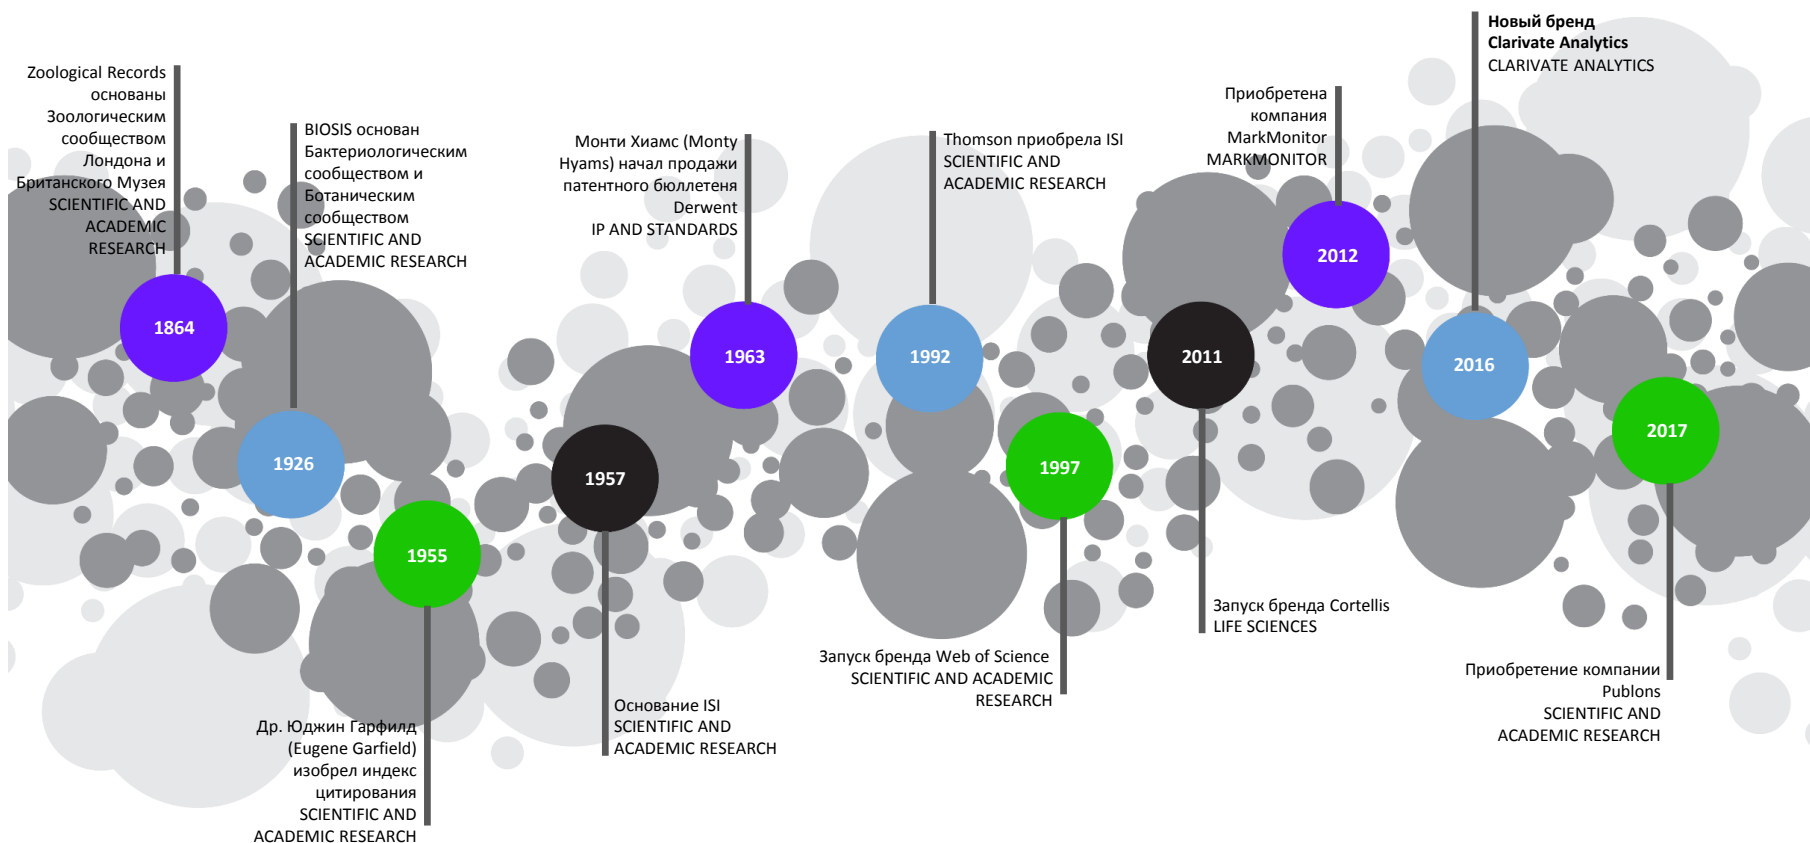 Zoological Records
основаны
Зоологическим
сообществом
Лондона и
Британского Музея
SCIENTIFIC AND
ACADEMIC
RESEARCH
1864
BIOSIS основан
Бактериологическим
сообществом и
Ботаническим
сообществом
SCIENTIFIC AND
ACADEMIC RESEARCH
1926
1955
Др. Юджин Гарфилд
(Eugene Garfield)
изобрел индекс
цитирования
SCIENTIFIC AND
ACADEMIC RESEARCH
1957
Основание ISI
SCIENTIFIC AND
ACADEMIC RESEARCH
Монти Хиамс (Monty
Hyams) начал продажи
патентного бюллетеня
Derwent
IP AND STANDARDS
1963
Thomson приобрела ISI
SCIENTIFIC AND
ACADEMIC RESEARCH
1992
1997
Запуск бренда Web of Science
SCIENTIFIC AND ACADEMIC
RESEARCH
2011
Запуск бренда Cortellis
LIFE SCIENCES
Приобретена
компания
MarkMonitor
MARKMONITOR
2012
Новый бренд
Clarivate Analytics
CLARIVATE ANALYTICS
2016
2017
Приобретение компании
Publons
SCIENTIFIC AND
ACADEMIC RESEARCH